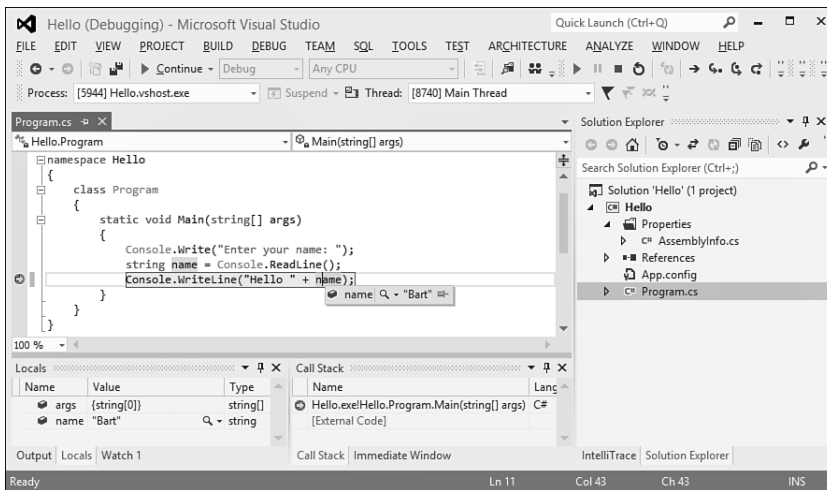 Hello (Debugging) - Microsoft Visual Studio
Quick Launch (Ctrl+Q)
FILE EDIT VIEW PROJECT BUILD DEBUG TEAM SQL TOOLS TEST ARCHITECTURE ANALYZE WINDOW HELP
Continue Debug Any CPU
Process: [5944] Hello.vshost.exe Suspend Thread: [8740] Main Thread
Program.cs
Hello.Program Main(string[] args)
namespace Hello
{
class Program
{
static void Main(string[] args)
{
Console.Write("Enter your name: ");
string name = Console.ReadLine();
Console.WriteLine("Hello " + name);
name "Bart"
}
}
}
100 %
Solution Explorer
Search Solution Explorer (Ctrl+;)
Solution 'Hello' (1 project)
C# Hello
Properties
C# AssemblyInfo.cs
References
App.config
C# Program.cs
Locals
Name Value Type
args {string[0]} string[]
name "Bart" string
Output Locals Watch 1
Call Stack
Name Lang
Hello.exe!Hello.Program.Main(string[] args) C#
[External Code]
Call Stack Immediate Window
IntelliTrace Solution Explorer
Ready Ln 11 Col 43 Ch 43 INS